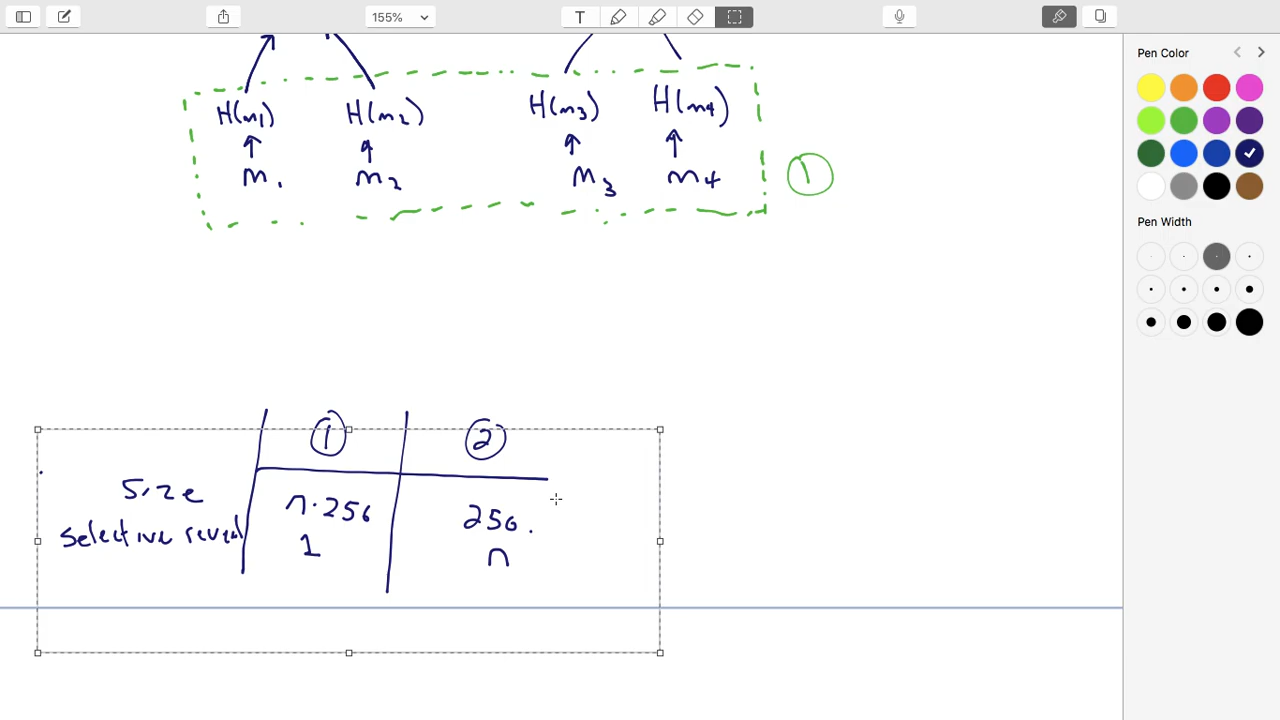 155%
T
Pen Color
H(m1) H(m2) H(m3) H(m4)
m1 m2 m3 m4
1
Pen Width
1 2
Size n·256 256.
Selective reveal 1 n